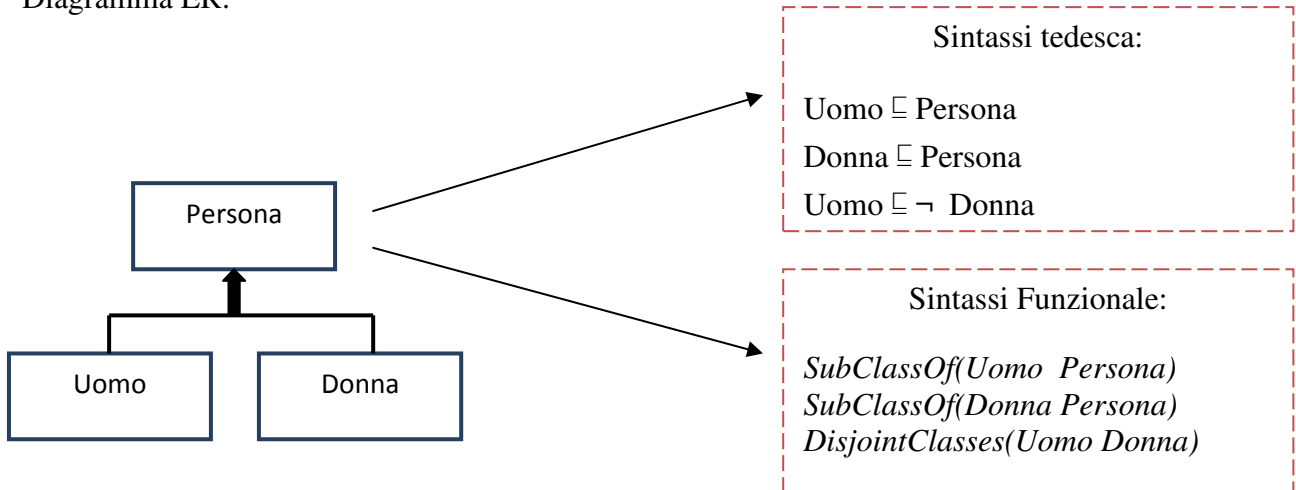 Diagramma ER:
Persona
Uomo
Donna
Sintassi tedesca:
Uomo ⊑ Persona
Donna ⊑ Persona
Uomo ⊑ ¬ Donna
Sintassi Funzionale:
SubClassOf(Uomo Persona)
SubClassOf(Donna Persona)
DisjointClasses(Uomo Donna)